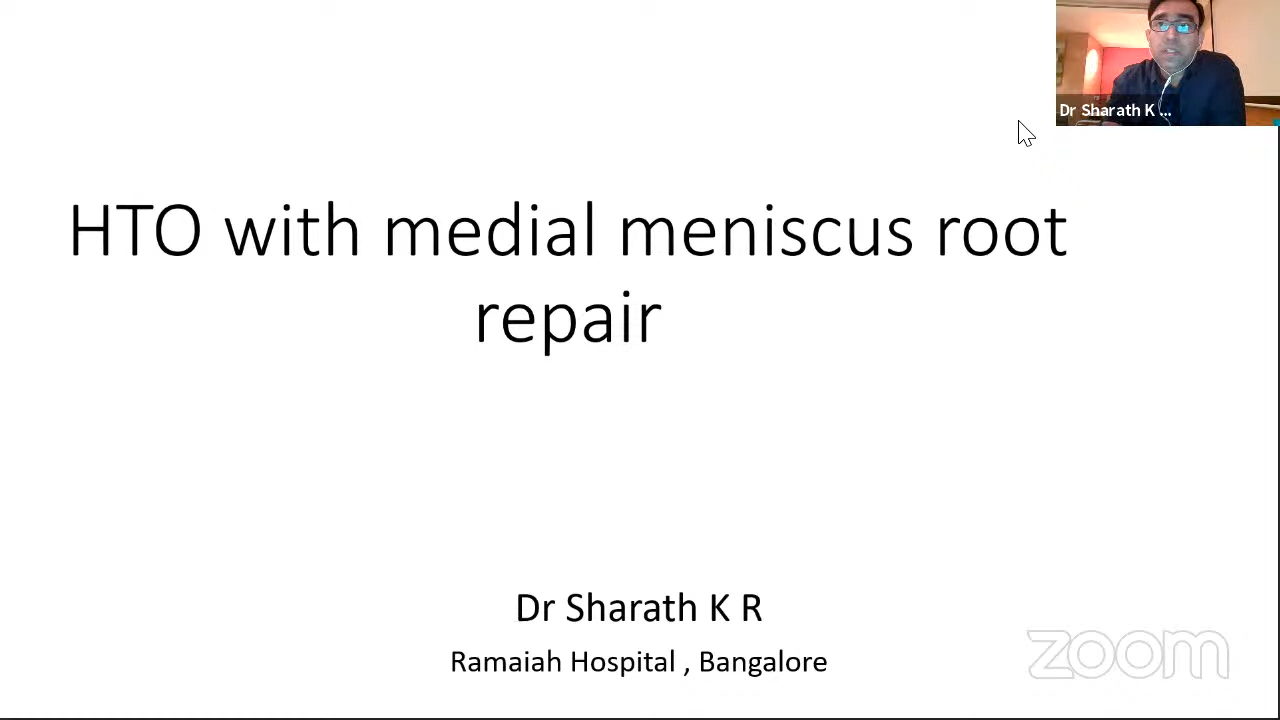 Dr Sharath K ...
HTO with medial meniscus root
repair
Dr Sharath K R
Ramaiah Hospital , Bangalore
zoom